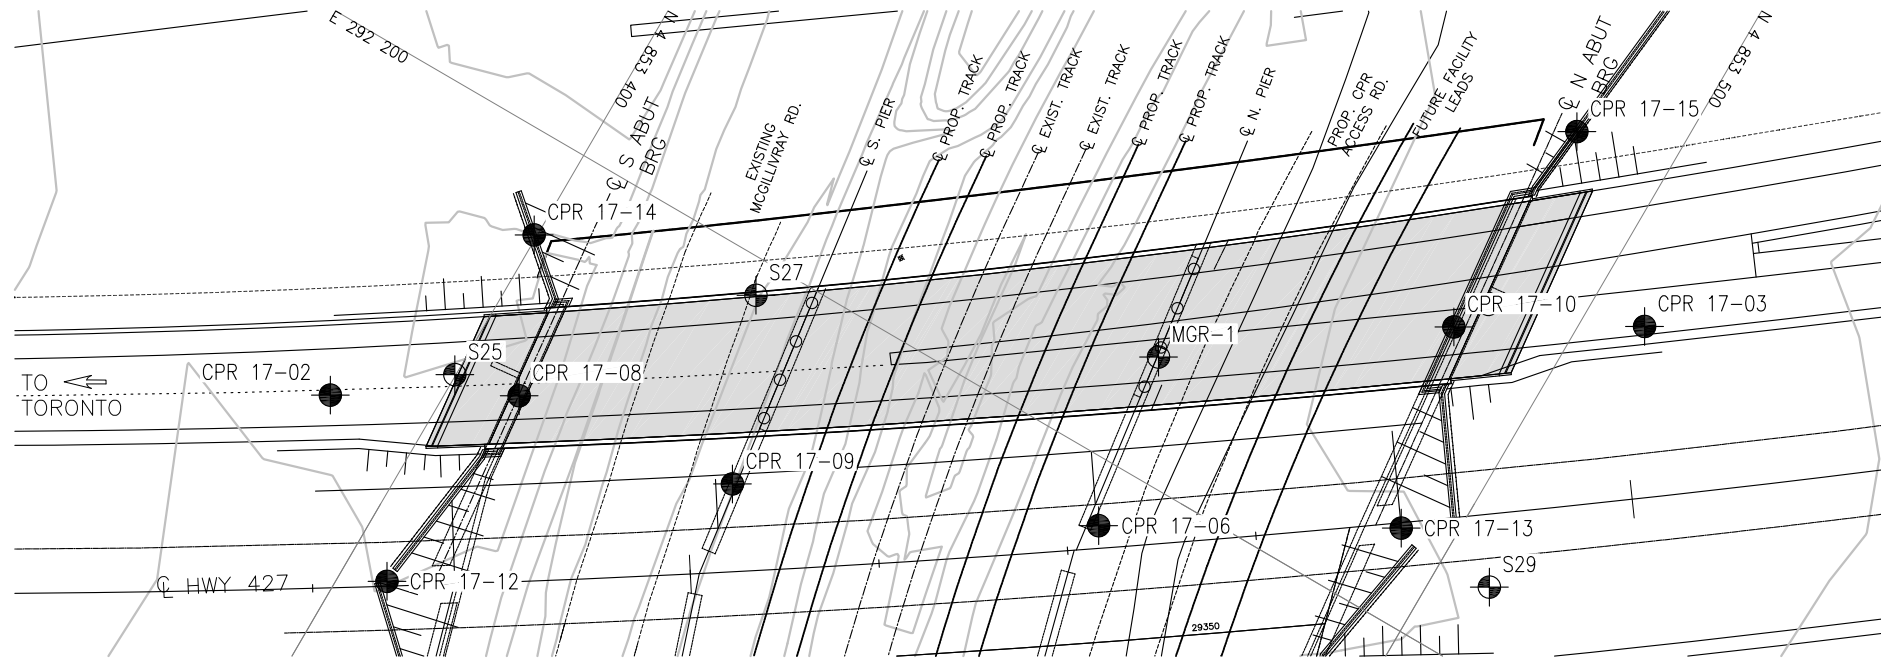 E 292 200
N 4 853 400
℄ S ABUT
BRG
EXISTING
MCGILLIVRAY RD.
℄ S. PIER
℄ PROP. TRACK
℄ PROP. TRACK
℄ EXIST. TRACK
℄ EXIST. TRACK
℄ PROP. TRACK
℄ PROP. TRACK
℄ N. PIER
PROP. CPR
ACCESS RD.
FUTURE FACILITY
LEADS
℄ N ABUT
BRG
N 4 853 500
CPR 17-15
CPR 17-14
S27
CPR 17-10
CPR 17-03
MGR-1
S25
CPR 17-02
CPR 17-08
TO
TORONTO
CPR 17-09
CPR 17-06
CPR 17-13
S29
℄ HWY 427
CPR 17-12
29350